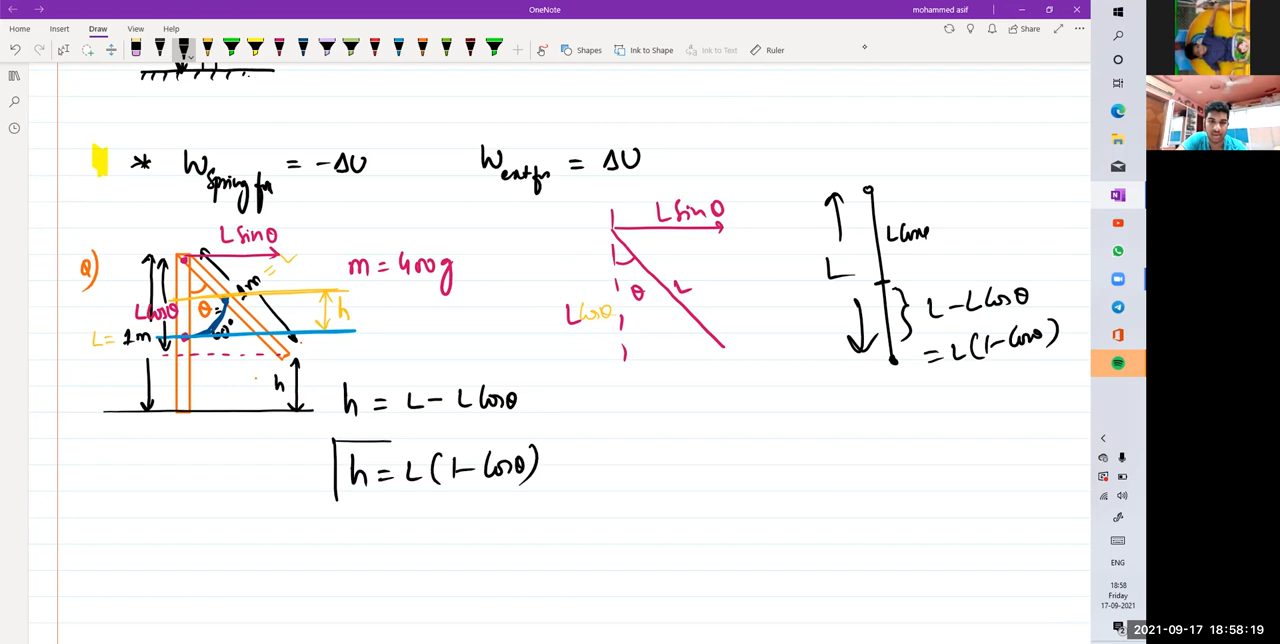 OneNote
mohammed asif
Home Insert Draw View Help
Share
Shapes
Ink to Shape
Ink to Text
Ruler
* W spring fn = -ΔU
W ext fn = ΔU
Q)
L sinθ
m = 400g
1m = L
L cosθ
θ = 60°
L = 1m
h
h
L sinθ
θ
L
L cosθ
L cosθ
L
L - L cosθ
= L(1-cosθ)
h = L - L cosθ
h = L(1-cosθ)
ENG
18:58
Friday
17-09-2021
2021-09-17 18:58:19